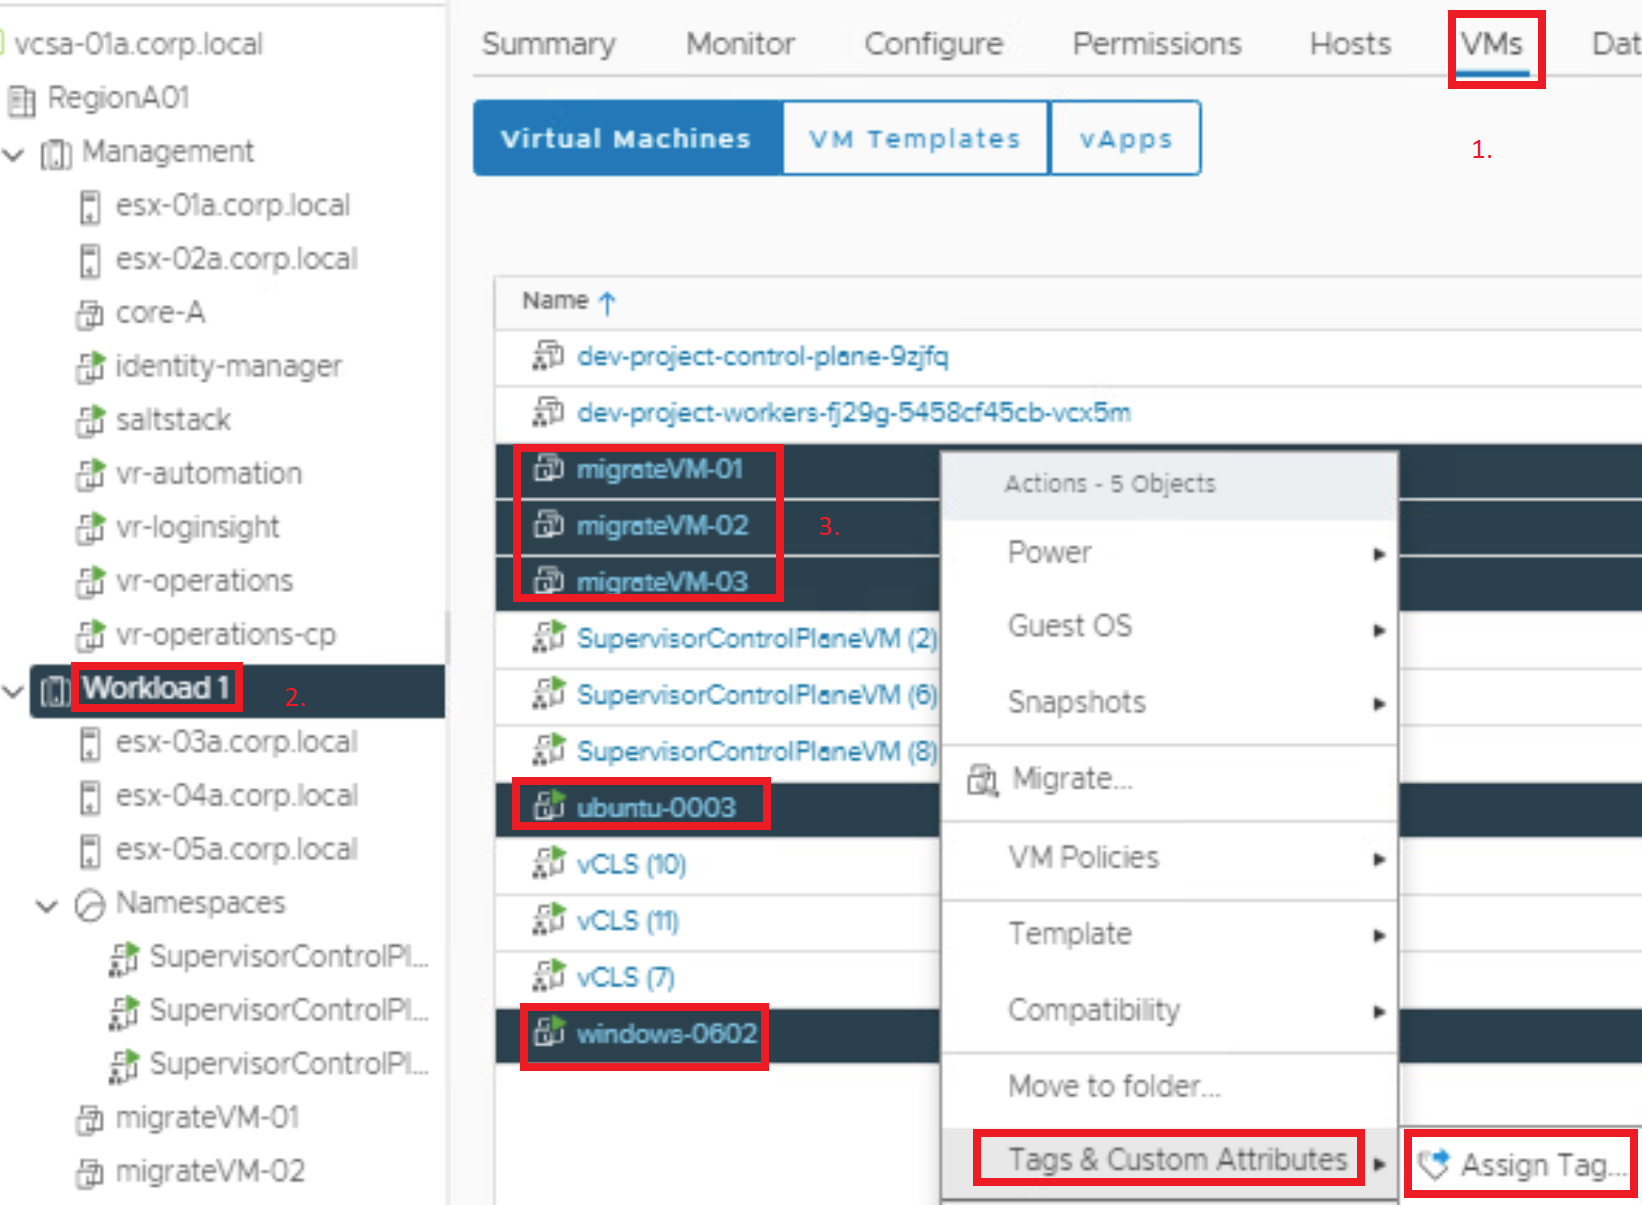 vcsa-01a.corp.local
RegionA01
Management
esx-01a.corp.local
esx-02a.corp.local
core-A
identity-manager
saltstack
vr-automation
vr-loginsight
vr-operations
vr-operations-cp
Workload 1
2.
esx-03a.corp.local
esx-04a.corp.local
esx-05a.corp.local
Namespaces
SupervisorControlPl...
SupervisorControlPl...
SupervisorControlPl...
migrateVM-01
migrateVM-02
Summary Monitor Configure Permissions Hosts VMs Dat
1.
Virtual Machines VM Templates vApps
Name
dev-project-control-plane-9zjfq
dev-project-workers-fj29g-5458cf45cb-vcx5m
migrateVM-01
migrateVM-02
3.
migrateVM-03
SupervisorControlPlaneVM (2)
SupervisorControlPlaneVM (6)
SupervisorControlPlaneVM (8)
ubuntu-0003
vCLS (10)
vCLS (11)
vCLS (7)
windows-0602
Actions - 5 Objects
Power
Guest OS
Snapshots
Migrate...
VM Policies
Template
Compatibility
Move to folder...
Tags & Custom Attributes
Assign Tag...